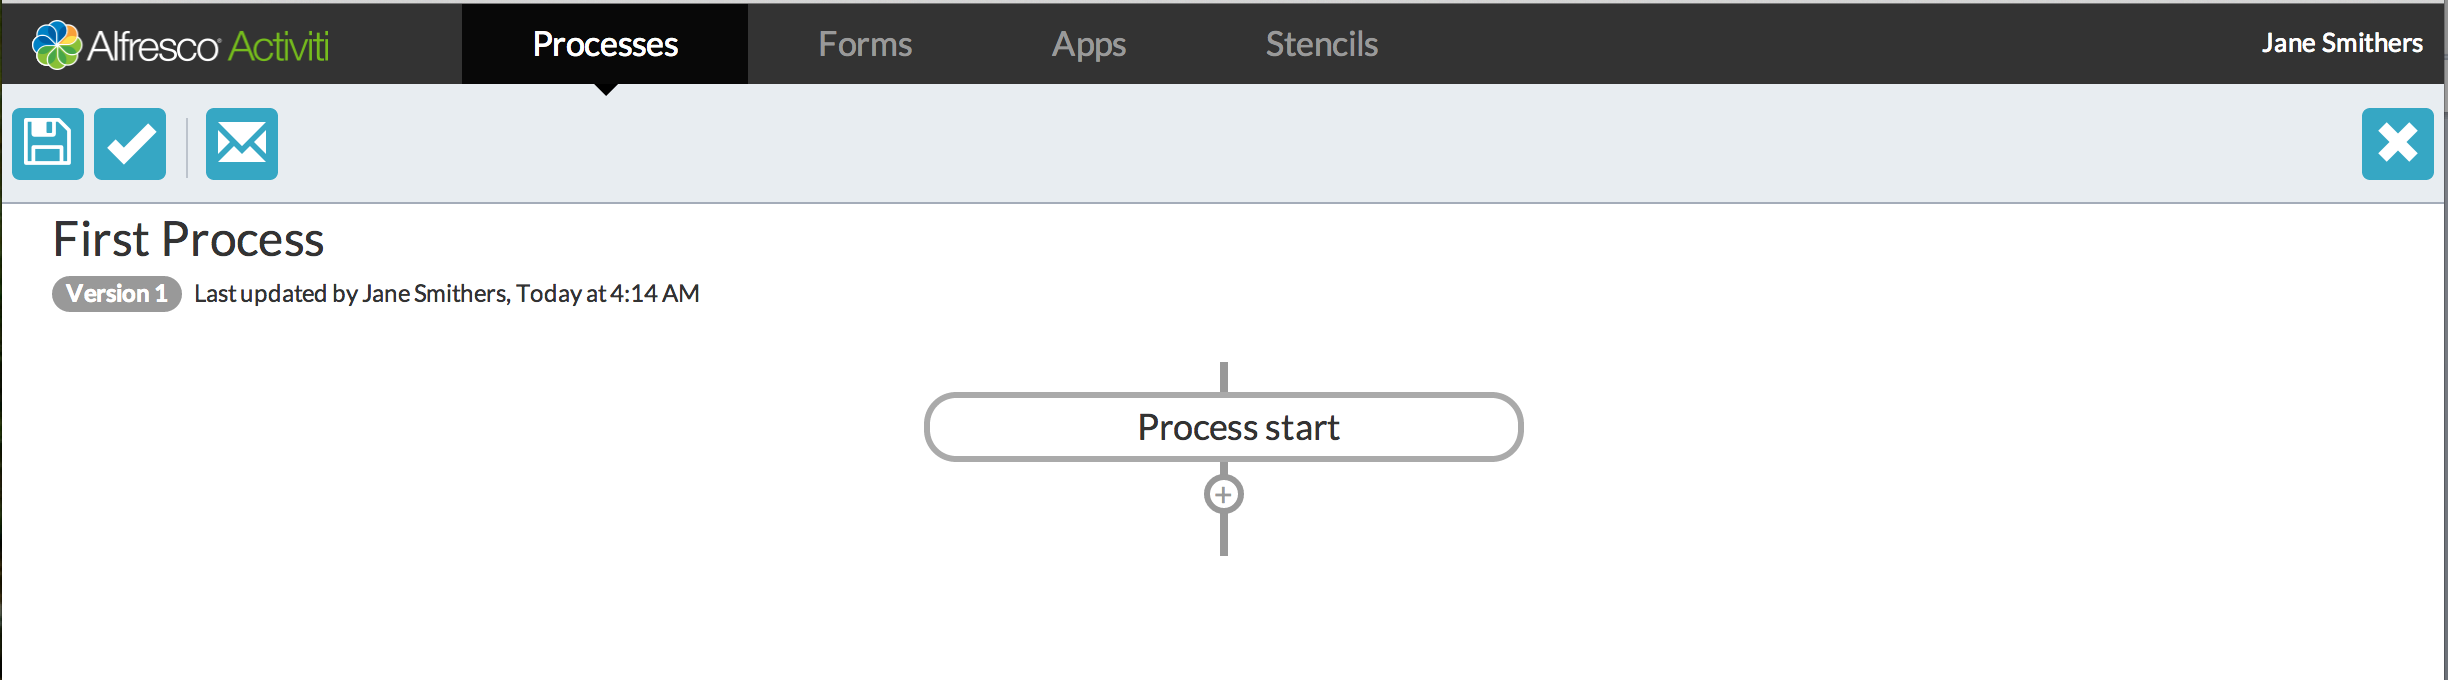 Alfresco Activiti
Processes
Forms
Apps
Stencils
Jane Smithers
First Process
Version 1 Last updated by Jane Smithers, Today at 4:14 AM
Process start